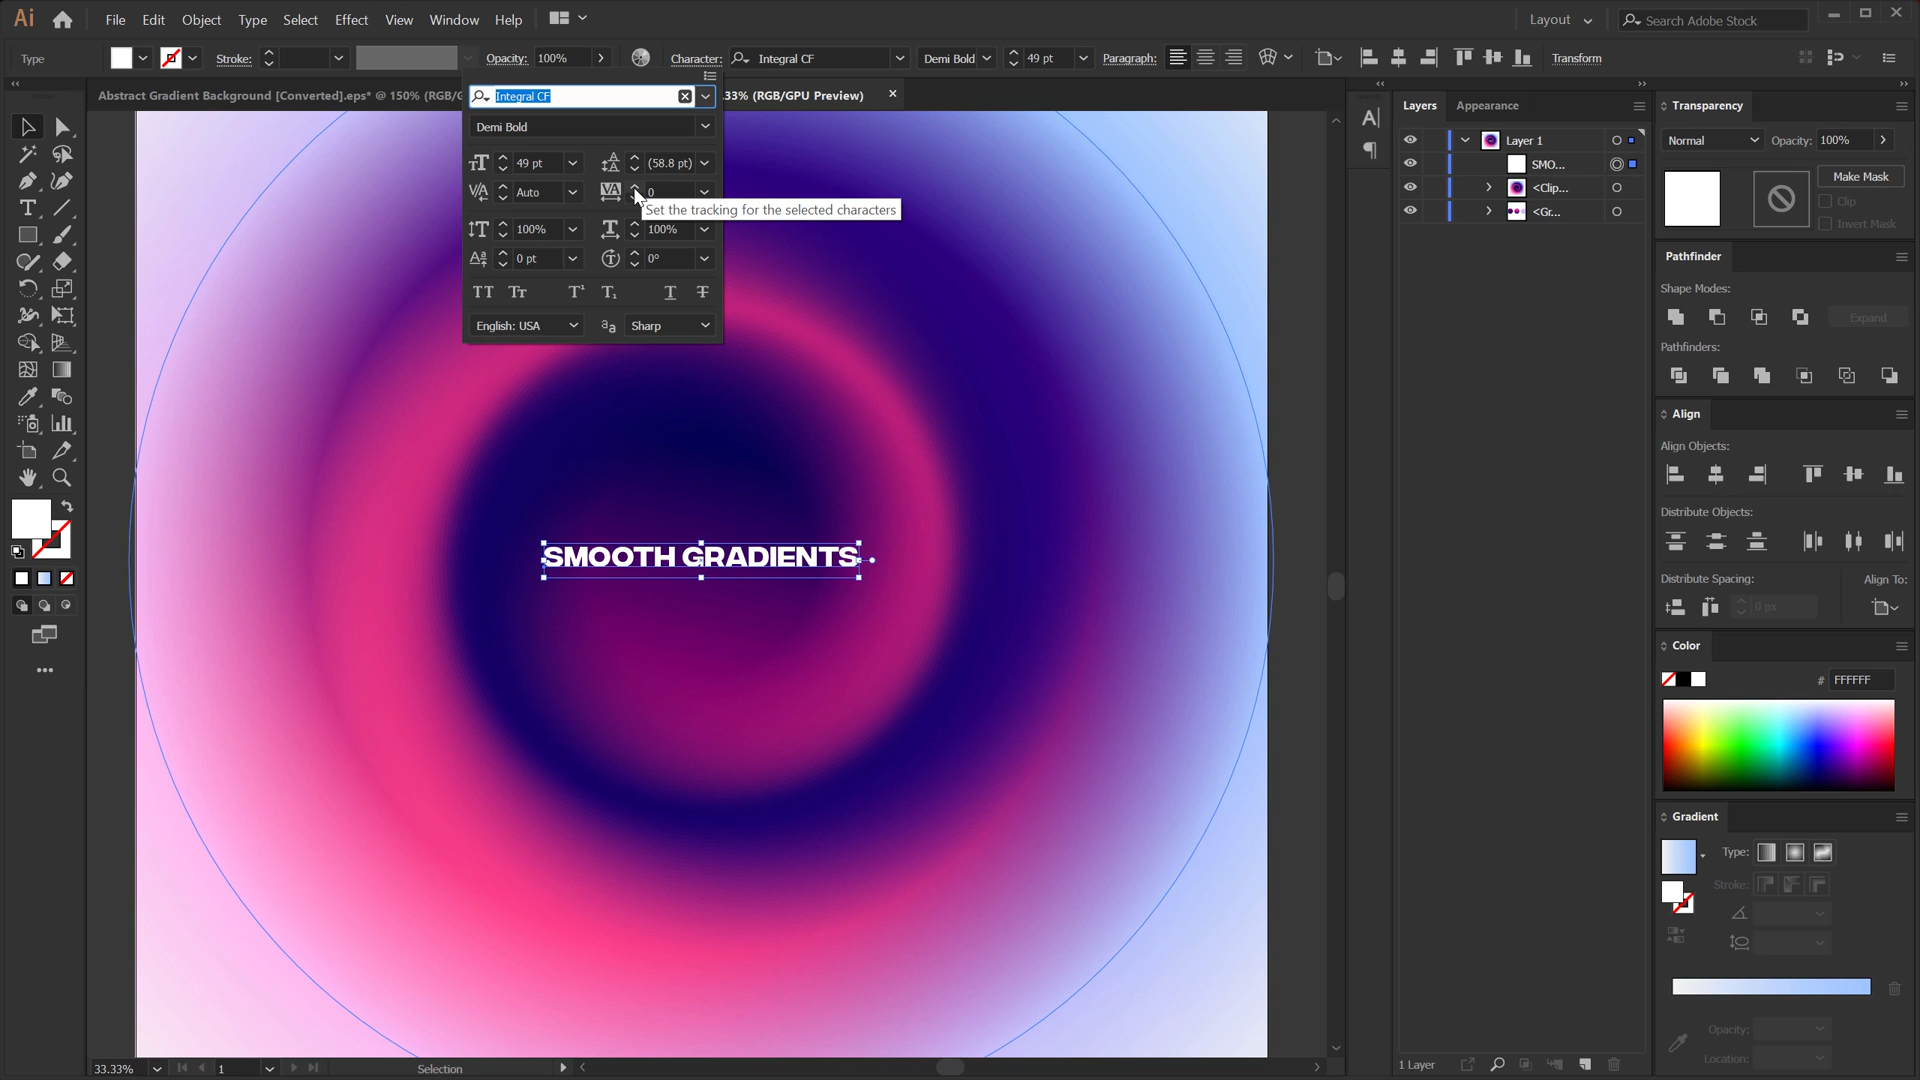 Ai File Edit Object Type Select Effect View Window Help Layout Search Adobe Stock
Type Stroke: Opacity: 100% Character: Integral CF Demi Bold 49 pt Paragraph: Transform
Abstract Gradient Background [Converted].eps* @ 150% (RGB/G .33% (RGB/GPU Preview)
Integral CF
Demi Bold
49 pt (58.8 pt)
Auto 0
Set the tracking for the selected characters
100% 100%
0 pt 0°
English: USA Sharp
SMOOTH GRADIENTS
Layers Appearance
Layer 1
SMO...
<Clip...
<Gr...
1 Layer
Transparency
Normal Opacity: 100%
Make Mask
Clip
Invert Mask
Pathfinder
Shape Modes:
Expand
Pathfinders:
Align
Align Objects:
Distribute Objects:
Distribute Spacing: Align To:
0 px
Color
# FFFFFF
Gradient
Type:
Stroke:
Opacity:
Location:
33.33% 1 Selection